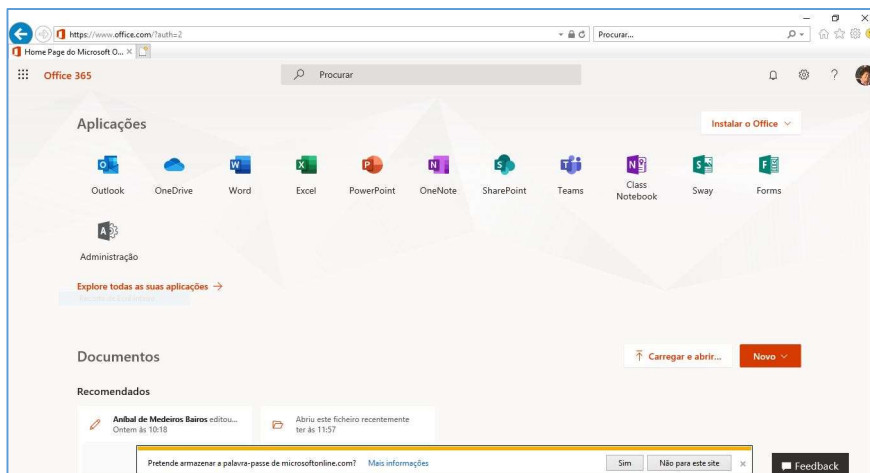 https://www.office.com/?auth=2
Procurar...
Home Page do Microsoft O...
Office 365
Procurar
Aplicações
Instalar o Office
Outlook
OneDrive
Word
Excel
PowerPoint
OneNote
SharePoint
Teams
Class
Notebook
Sway
Forms
Administração
Explore todas as suas aplicações →
Documentos
Carregar e abrir...
Novo
Recomendados
Aníbal de Medeiros Bairos editou...
Ontem às 10:18
Abriu este ficheiro recentemente
ter às 11:57
Pretende armazenar a palavra-passe de microsoftonline.com? Mais informações
Sim
Não para este site
Feedback